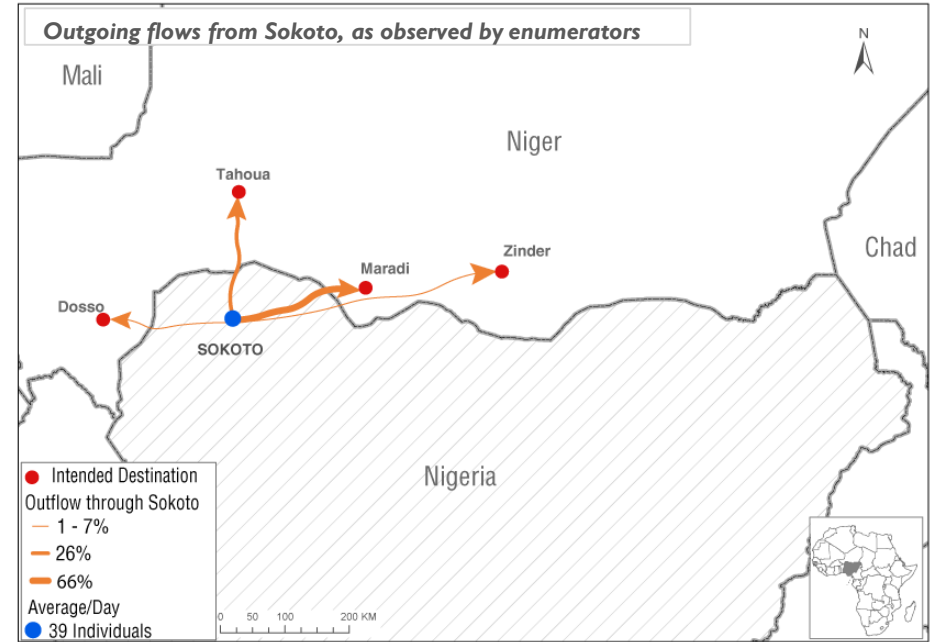 Outgoing flows from Sokoto, as observed by enumerators
N
Mali
Niger
Tahoua
Chad
Zinder
Maradi
Dosso
SOKOTO
Nigeria
Intended Destination
Outflow through Sokoto
1 - 7%
26%
66%
Average/Day
39 Individuals
0 50 100 200 KM